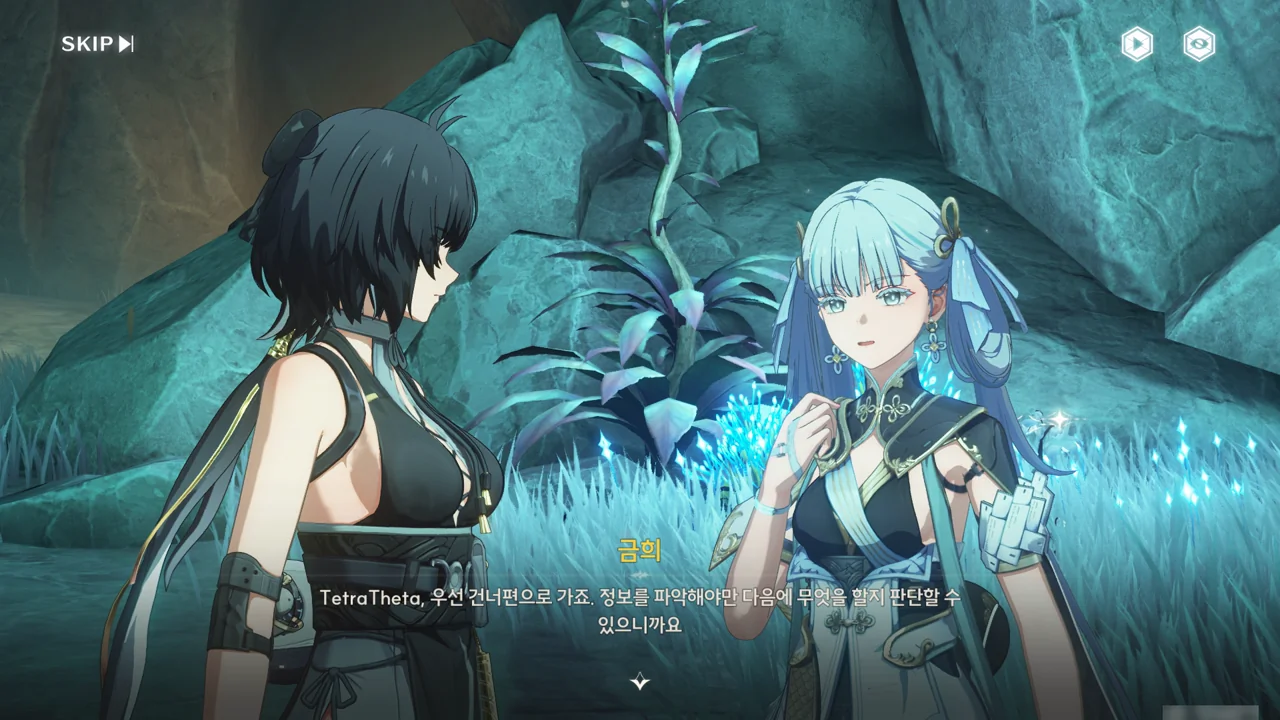 SKIP
금희
TetraTheta, 우선 건너편으로 가죠. 정보를 파악해야만 다음에 무엇을 할지 판단할 수
있으니까요